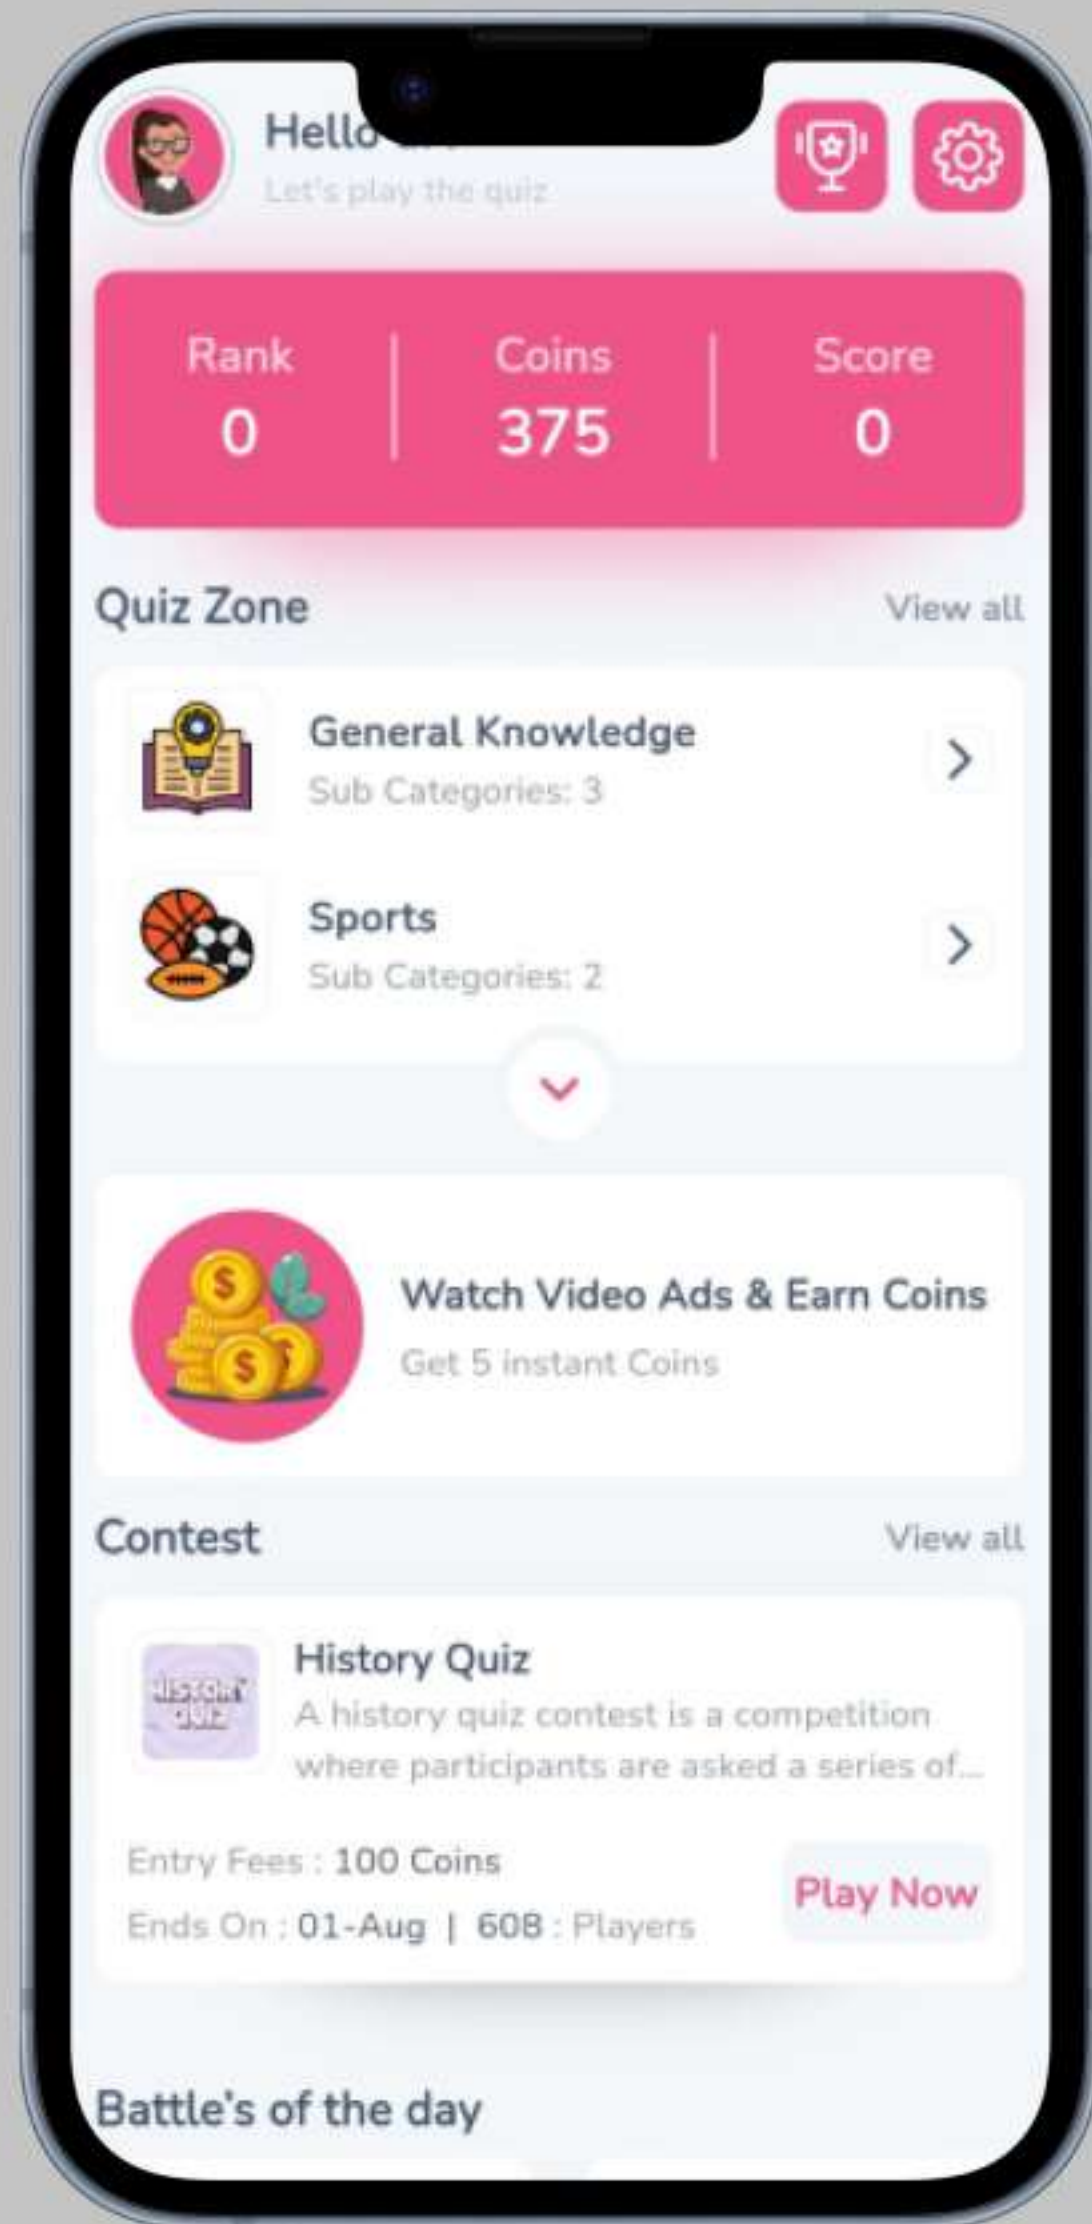 Hello
Let's play the quiz
Rank
Coins
Score
0
375
0
Quiz Zone
View all
General Knowledge
Sub Categories: 3
Sports
Sub Categories: 2
Watch Video Ads & Earn Coins
Get 5 instant Coins
Contest
View all
HISTORY
QUIZ
History Quiz
A history quiz contest is a competition
where participants are asked a series of...
Entry Fees : 100 Coins
Play Now
Ends On : 01-Aug | 608 : Players
Battle's of the day